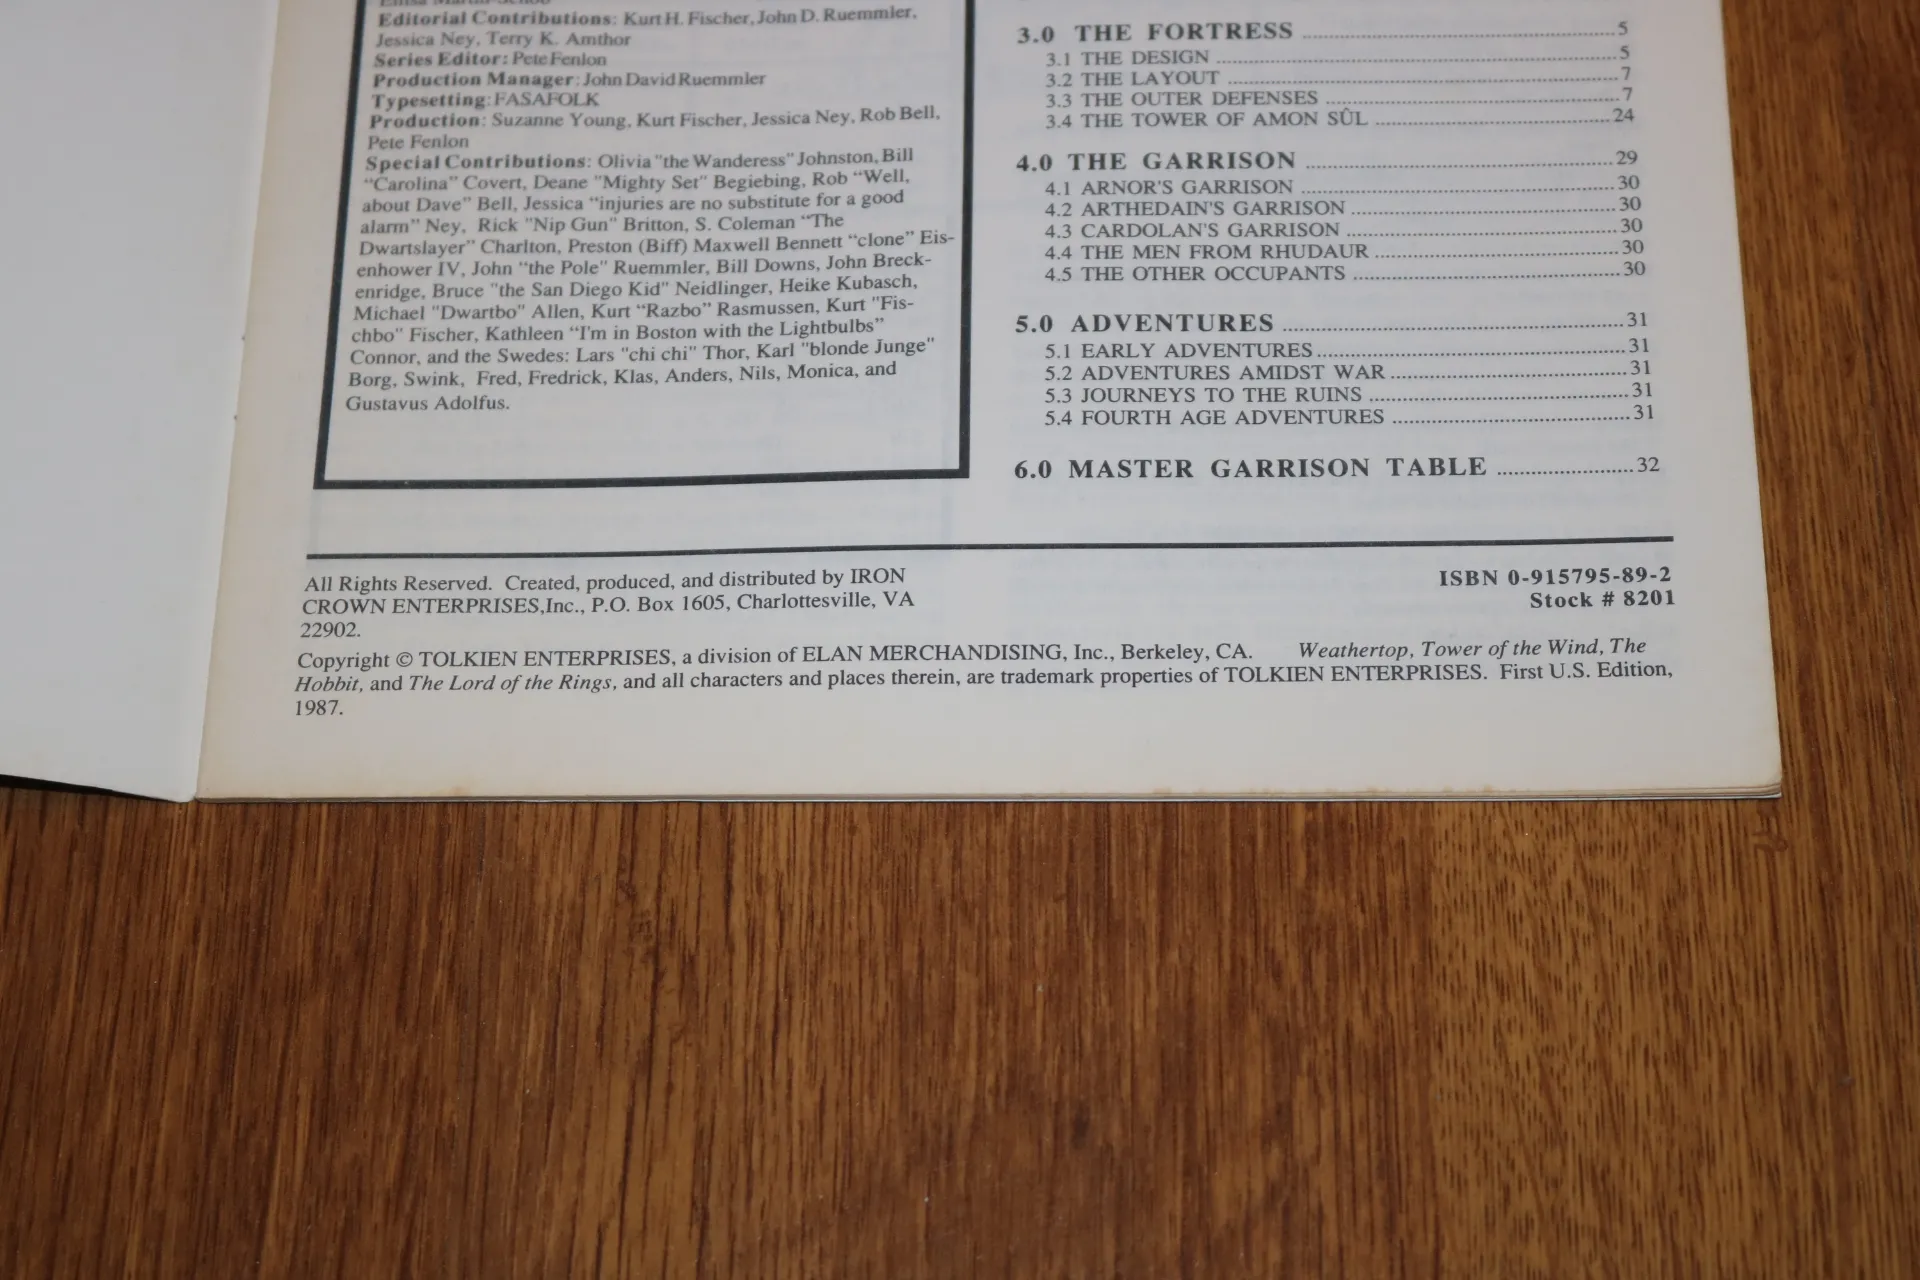 Editorial Contributions: Kurt H. Fischer, John D. Ruemmler,
Jessica Ney, Terry K. Amthor
Series Editor: Pete Fenlon
Production Manager: John David Ruemmler
Typesetting: FASAFOLK
Production: Suzanne Young, Kurt Fischer, Jessica Ney, Rob Bell,
Pete Fenlon
Special Contributions: Olivia "the Wanderess" Johnston, Bill
"Carolina" Covert, Deane "Mighty Set" Begiebing, Rob "Well,
about Dave" Bell, Jessica "injuries are no substitute for a good
alarm" Ney, Rick "Nip Gun" Britton, S. Coleman "The
Dwartslayer" Charlton, Preston (Biff) Maxwell Bennett "clone" Eis-
enhower IV, John "the Pole" Ruemmler, Bill Downs, John Breck-
enridge, Bruce "the San Diego Kid" Neidlinger, Heike Kubasch,
Michael "Dwartbo" Allen, Kurt "Razbo" Rasmussen, Kurt "Fis-
chbo" Fischer, Kathleen "I'm in Boston with the Lightbulbs"
Connor, and the Swedes: Lars "chi chi" Thor, Karl "blonde Junge"
Borg, Swink, Fred, Fredrick, Klas, Anders, Nils, Monica, and
Gustavus Adolfus.
3.0 THE FORTRESS ........ 5
3.1 THE DESIGN ........ 5
3.2 THE LAYOUT ........ 7
3.3 THE OUTER DEFENSES ........ 7
3.4 THE TOWER OF AMON SÛL ........ 24
4.0 THE GARRISON ........ 29
4.1 ARNOR'S GARRISON ........ 30
4.2 ARTHEDAIN'S GARRISON ........ 30
4.3 CARDOLAN'S GARRISON ........ 30
4.4 THE MEN FROM RHUDAUR ........ 30
4.5 THE OTHER OCCUPANTS ........ 30
5.0 ADVENTURES ........ 31
5.1 EARLY ADVENTURES ........ 31
5.2 ADVENTURES AMIDST WAR ........ 31
5.3 JOURNEYS TO THE RUINS ........ 31
5.4 FOURTH AGE ADVENTURES ........ 31
6.0 MASTER GARRISON TABLE ........ 32
All Rights Reserved. Created, produced, and distributed by IRON
CROWN ENTERPRISES,Inc., P.O. Box 1605, Charlottesville, VA
22902.
ISBN 0-915795-89-2
Stock # 8201
Copyright © TOLKIEN ENTERPRISES, a division of ELAN MERCHANDISING, Inc., Berkeley, CA. Weathertop, Tower of the Wind, The
Hobbit, and The Lord of the Rings, and all characters and places therein, are trademark properties of TOLKIEN ENTERPRISES. First U.S. Edition,
1987.